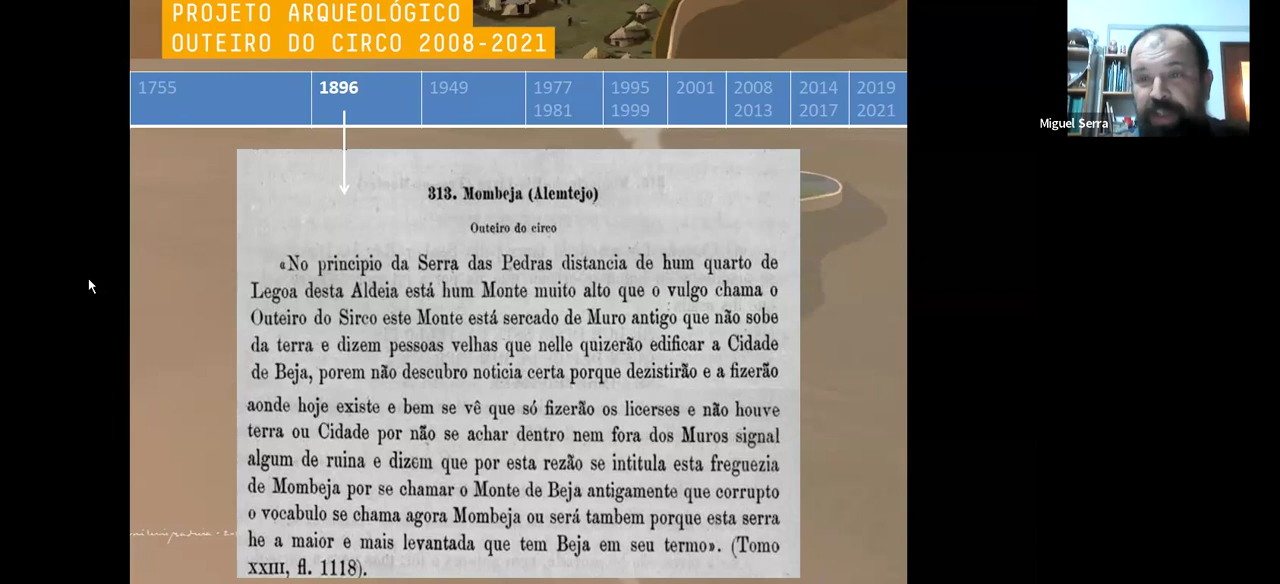 PROJETO ARQUEOLÓGICO
OUTEIRO DO CIRCO 2008-2021
1755
1896
1949
1977
1981
1995
1999
2001
2008
2013
2014
2017
2019
2021
Miguel Serra
313. Mombeja (Alemtejo)
Outeiro do circo
«No principio da Serra das Pedras distancia de hum quarto de
Legoa desta Aldeia está hum Monte muito alto que o vulgo chama o
Outeiro do Sirco este Monte está sercado de Muro antigo que não sobe
da terra e dizem pessoas velhas que nelle quizerão edificar a Cidade
de Beja, porem não descubro noticia certa porque dezistirão e a fizerão
aonde hoje existe e bem se vê que só fizerão os licerses e não houve
terra ou Cidade por não se achar dentro nem fora dos Muros signal
algum de ruina e dizem que por esta rezão se intitula esta freguezia
de Mombeja por se chamar o Monte de Beja antigamente que corrupto
o vocabulo se chama agora Mombeja ou será tambem porque esta serra
he a maior e mais levantada que tem Beja em seu termo». (Tomo
XXIII, fl. 1118).